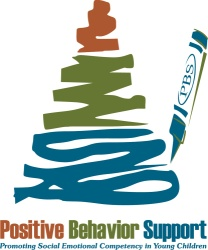 PBS
Positive Behavior Support
Promoting Social Emotional Competency in Young Children